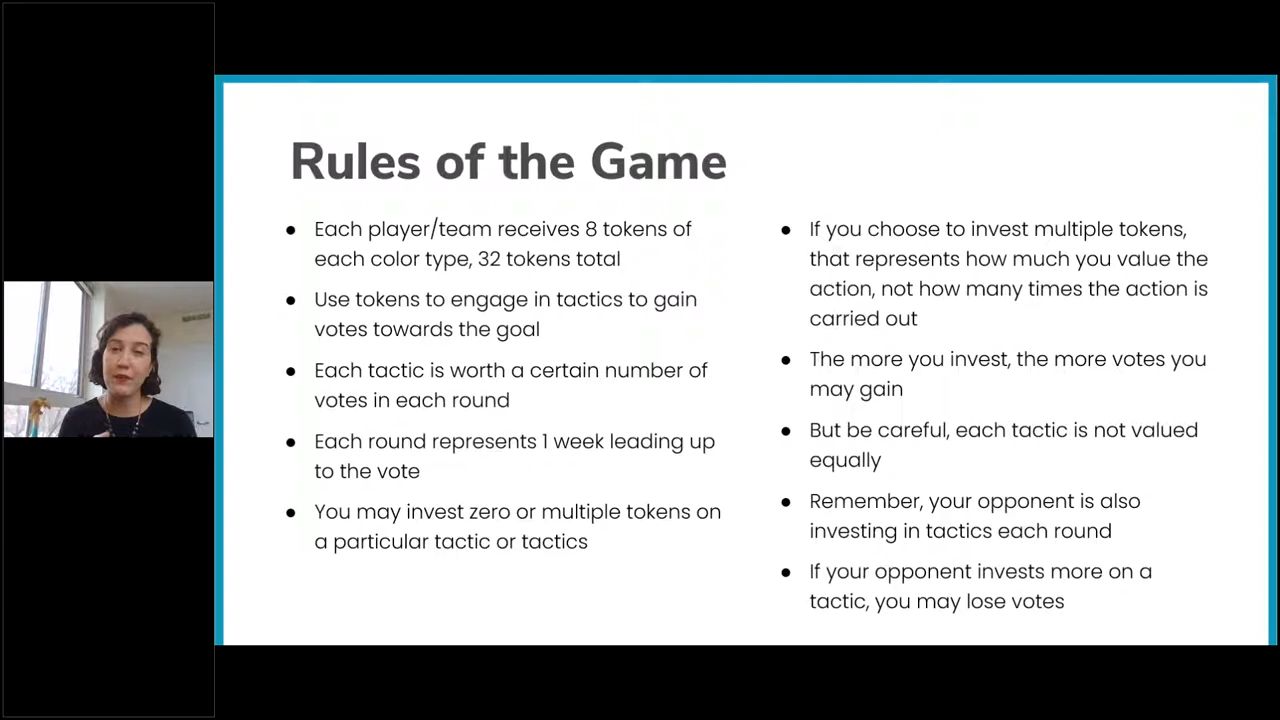 Rules of the Game
● Each player/team receives 8 tokens of
each color type, 32 tokens total
● Use tokens to engage in tactics to gain
votes towards the goal
● Each tactic is worth a certain number of
votes in each round
● Each round represents 1 week leading up
to the vote
● You may invest zero or multiple tokens on
a particular tactic or tactics
● If you choose to invest multiple tokens,
that represents how much you value the
action, not how many times the action is
carried out
● The more you invest, the more votes you
may gain
● But be careful, each tactic is not valued
equally
● Remember, your opponent is also
investing in tactics each round
● If your opponent invests more on a
tactic, you may lose votes